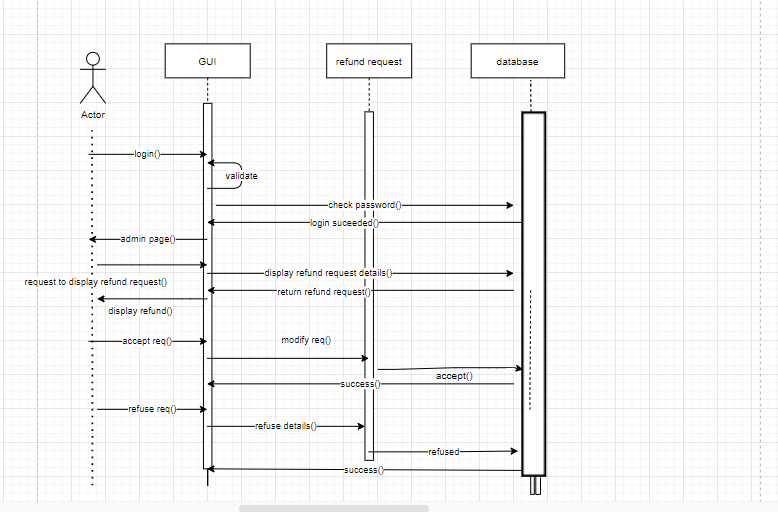 GUI
refund request
database
Actor
login()
validate
check password()
login suceeded()
admin page()
display refund request details()
request to display refund request()
return refund request()
display refund()
accept req()
modify req()
accept()
success()
refuse req()
refuse details()
refused
success()